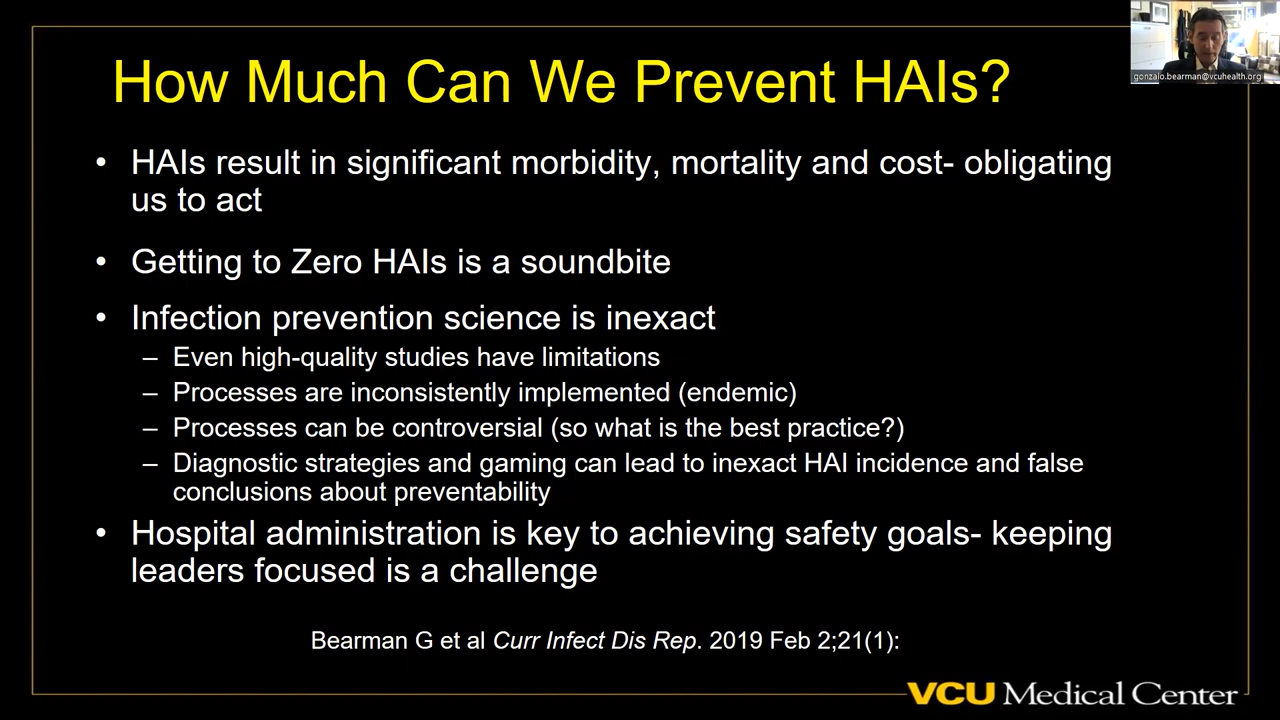 gonzalo.bearman@vcuhealth.org
How Much Can We Prevent HAIs?
• HAIs result in significant morbidity, mortality and cost- obligating
us to act
• Getting to Zero HAIs is a soundbite
• Infection prevention science is inexact
– Even high-quality studies have limitations
– Processes are inconsistently implemented (endemic)
– Processes can be controversial (so what is the best practice?)
– Diagnostic strategies and gaming can lead to inexact HAI incidence and false
conclusions about preventability
• Hospital administration is key to achieving safety goals- keeping
leaders focused is a challenge
Bearman G et al Curr Infect Dis Rep. 2019 Feb 2;21(1):
VCU Medical Center